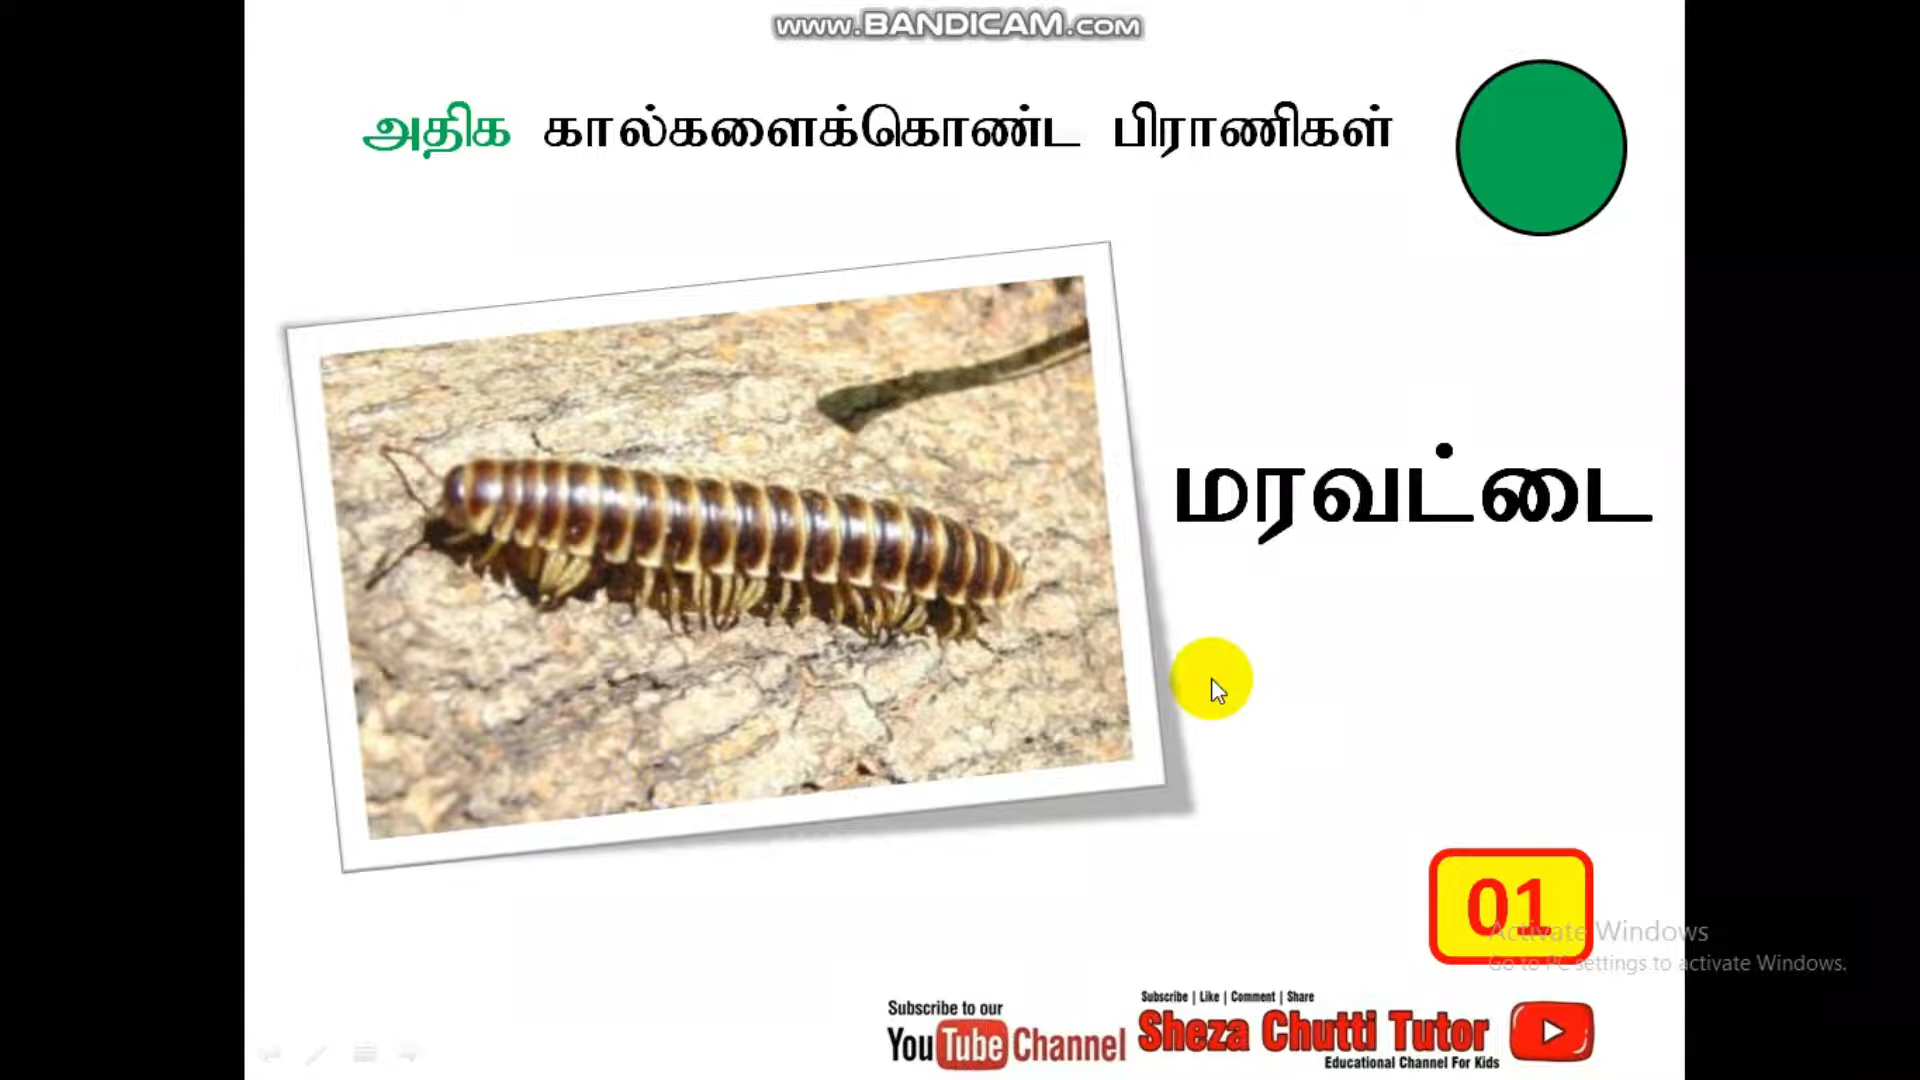 www.BANDICAM.com
அதிக கால்களைக்கொண்ட பிராணிகள்
மரவட்டை
01
Activate Windows
Go to PC settings to activate Windows.
Subscribe to our
YouTube Channel
Subscribe | Like | Comment | Share
Sheza Chutti Tutor
Educational Channel For Kids